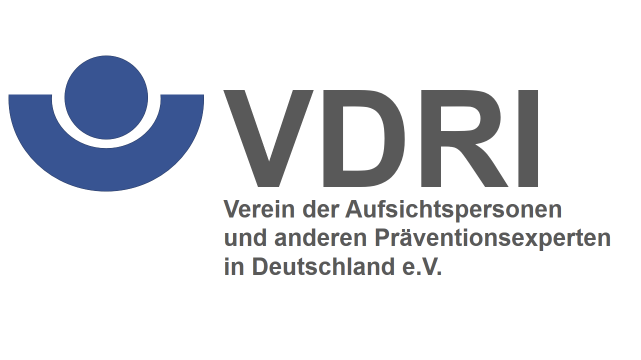 VDRI
Verein der Aufsichtspersonen
und anderen Präventionsexperten
in Deutschland e.V.